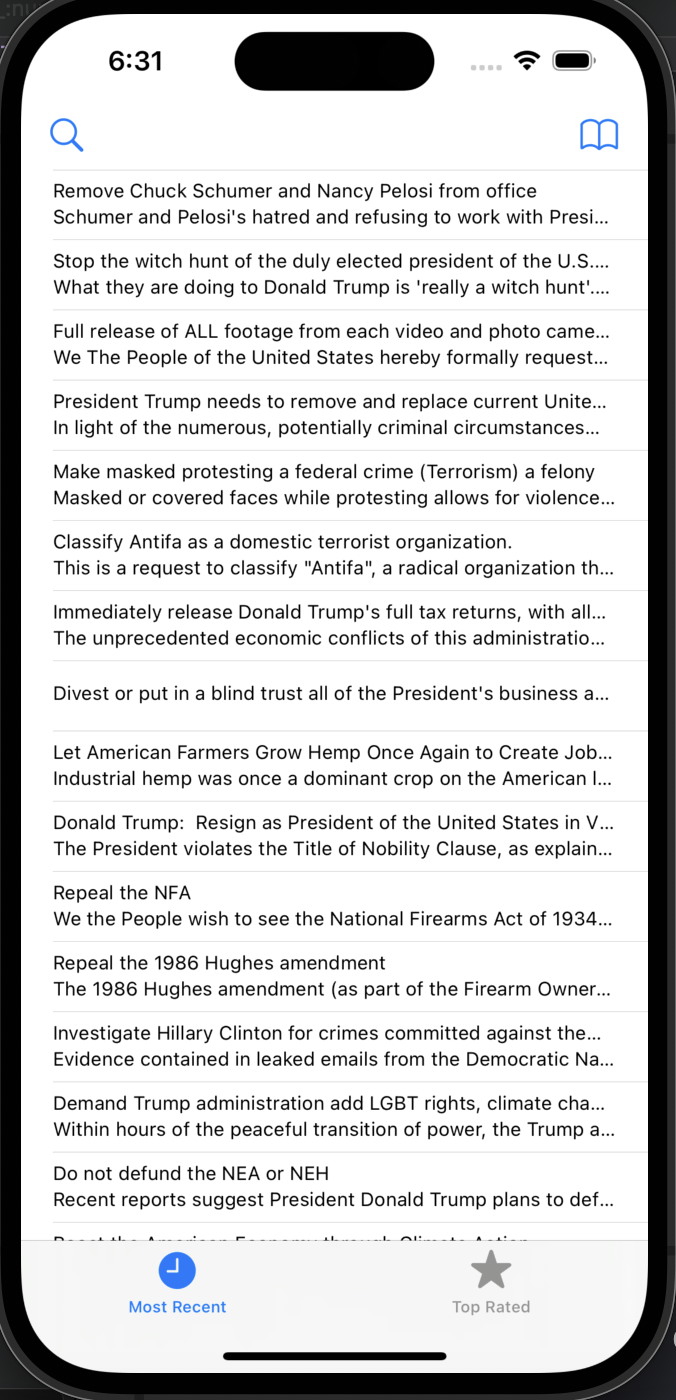 6:31
Remove Chuck Schumer and Nancy Pelosi from office
Schumer and Pelosi's hatred and refusing to work with Presi...
Stop the witch hunt of the duly elected president of the U.S....
What they are doing to Donald Trump is 'really a witch hunt'....
Full release of ALL footage from each video and photo came...
We The People of the United States hereby formally request...
President Trump needs to remove and replace current Unite...
In light of the numerous, potentially criminal circumstances...
Make masked protesting a federal crime (Terrorism) a felony
Masked or covered faces while protesting allows for violence...
Classify Antifa as a domestic terrorist organization.
This is a request to classify "Antifa", a radical organization th...
Immediately release Donald Trump's full tax returns, with all...
The unprecedented economic conflicts of this administratio...
Divest or put in a blind trust all of the President's business a...
Let American Farmers Grow Hemp Once Again to Create Job...
Industrial hemp was once a dominant crop on the American l...
Donald Trump:  Resign as President of the United States in V...
The President violates the Title of Nobility Clause, as explain...
Repeal the NFA
We the People wish to see the National Firearms Act of 1934...
Repeal the 1986 Hughes amendment
The 1986 Hughes amendment (as part of the Firearm Owner...
Investigate Hillary Clinton for crimes committed against the...
Evidence contained in leaked emails from the Democratic Na...
Demand Trump administration add LGBT rights, climate cha...
Within hours of the peaceful transition of power, the Trump a...
Do not defund the NEA or NEH
Recent reports suggest President Donald Trump plans to def...
the American Economy through Climate Action
Most Recent
Top Rated